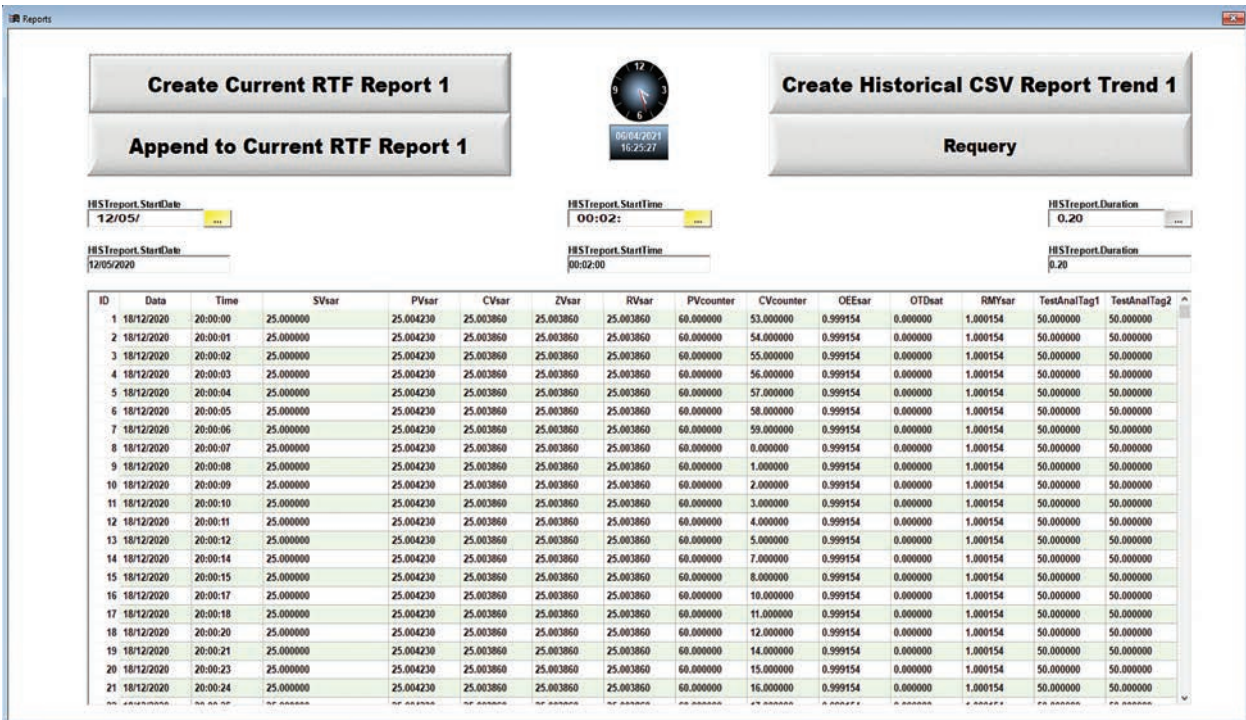 Reports
Create Current RTF Report 1
Append to Current RTF Report 1
12
3
6
9
06/04/2021
16:25:27
Create Historical CSV Report Trend 1
Requery
HISTreport.StartDate HISTreport.StartTime HISTreport.Duration
12/05/ ... 00:02: ... 0.20 ...
HISTreport.StartDate HISTreport.StartTime HISTreport.Duration
12/05/2020 00:02:00 0.20
ID Data Time SVsar PVsar CVsar ZVsar RVsar PVcounter CVcounter OEEsar OTDsat RMYsar TestAnalTag1 TestAnalTag2
1 18/12/2020 20:00:00 25.000000 25.004230 25.003860 25.003860 25.003860 60.000000 53.000000 0.999154 0.000000 1.000154 50.000000 50.000000
2 18/12/2020 20:00:01 25.000000 25.004230 25.003860 25.003860 25.003860 60.000000 54.000000 0.999154 0.000000 1.000154 50.000000 50.000000
3 18/12/2020 20:00:02 25.000000 25.004230 25.003860 25.003860 25.003860 60.000000 55.000000 0.999154 0.000000 1.000154 50.000000 50.000000
4 18/12/2020 20:00:03 25.000000 25.004230 25.003860 25.003860 25.003860 60.000000 56.000000 0.999154 0.000000 1.000154 50.000000 50.000000
5 18/12/2020 20:00:04 25.000000 25.004230 25.003860 25.003860 25.003860 60.000000 57.000000 0.999154 0.000000 1.000154 50.000000 50.000000
6 18/12/2020 20:00:05 25.000000 25.004230 25.003860 25.003860 25.003860 60.000000 58.000000 0.999154 0.000000 1.000154 50.000000 50.000000
7 18/12/2020 20:00:06 25.000000 25.004230 25.003860 25.003860 25.003860 60.000000 59.000000 0.999154 0.000000 1.000154 50.000000 50.000000
8 18/12/2020 20:00:07 25.000000 25.004230 25.003860 25.003860 25.003860 60.000000 0.000000 0.999154 0.000000 1.000154 50.000000 50.000000
9 18/12/2020 20:00:08 25.000000 25.004230 25.003860 25.003860 25.003860 60.000000 1.000000 0.999154 0.000000 1.000154 50.000000 50.000000
10 18/12/2020 20:00:09 25.000000 25.004230 25.003860 25.003860 25.003860 60.000000 2.000000 0.999154 0.000000 1.000154 50.000000 50.000000
11 18/12/2020 20:00:10 25.000000 25.004230 25.003860 25.003860 25.003860 60.000000 3.000000 0.999154 0.000000 1.000154 50.000000 50.000000
12 18/12/2020 20:00:11 25.000000 25.004230 25.003860 25.003860 25.003860 60.000000 4.000000 0.999154 0.000000 1.000154 50.000000 50.000000
13 18/12/2020 20:00:12 25.000000 25.004230 25.003860 25.003860 25.003860 60.000000 5.000000 0.999154 0.000000 1.000154 50.000000 50.000000
14 18/12/2020 20:00:14 25.000000 25.004230 25.003860 25.003860 25.003860 60.000000 7.000000 0.999154 0.000000 1.000154 50.000000 50.000000
15 18/12/2020 20:00:15 25.000000 25.004230 25.003860 25.003860 25.003860 60.000000 8.000000 0.999154 0.000000 1.000154 50.000000 50.000000
16 18/12/2020 20:00:17 25.000000 25.004230 25.003860 25.003860 25.003860 60.000000 10.000000 0.999154 0.000000 1.000154 50.000000 50.000000
17 18/12/2020 20:00:18 25.000000 25.004230 25.003860 25.003860 25.003860 60.000000 11.000000 0.999154 0.000000 1.000154 50.000000 50.000000
18 18/12/2020 20:00:20 25.000000 25.004230 25.003860 25.003860 25.003860 60.000000 12.000000 0.999154 0.000000 1.000154 50.000000 50.000000
19 18/12/2020 20:00:21 25.000000 25.004230 25.003860 25.003860 25.003860 60.000000 14.000000 0.999154 0.000000 1.000154 50.000000 50.000000
20 18/12/2020 20:00:23 25.000000 25.004230 25.003860 25.003860 25.003860 60.000000 15.000000 0.999154 0.000000 1.000154 50.000000 50.000000
21 18/12/2020 20:00:24 25.000000 25.004230 25.003860 25.003860 25.003860 60.000000 16.000000 0.999154 0.000000 1.000154 50.000000 50.000000